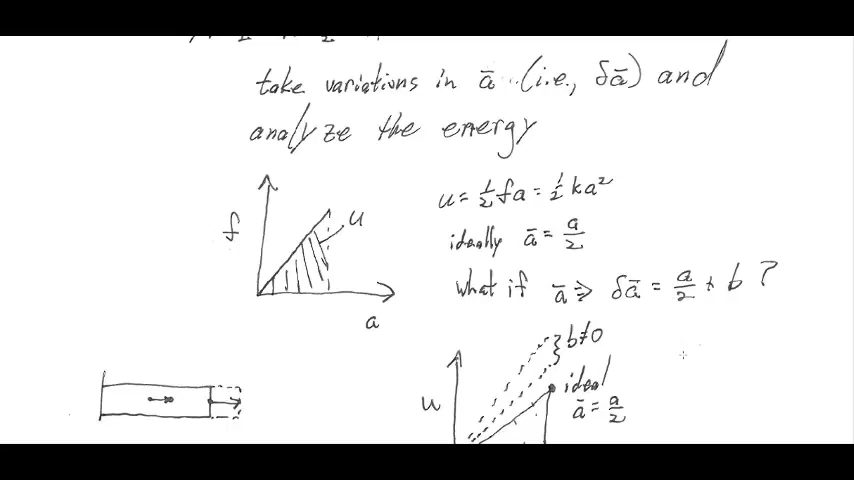 take variations in ā (i.e., δā) and
analyze the energy
f
u
a
u = ½fa = ½ka²
ideally ā = a/2
what if ā ⇒ δā = a/2 + b ?
b≠0
ideal
ā = a/2
u